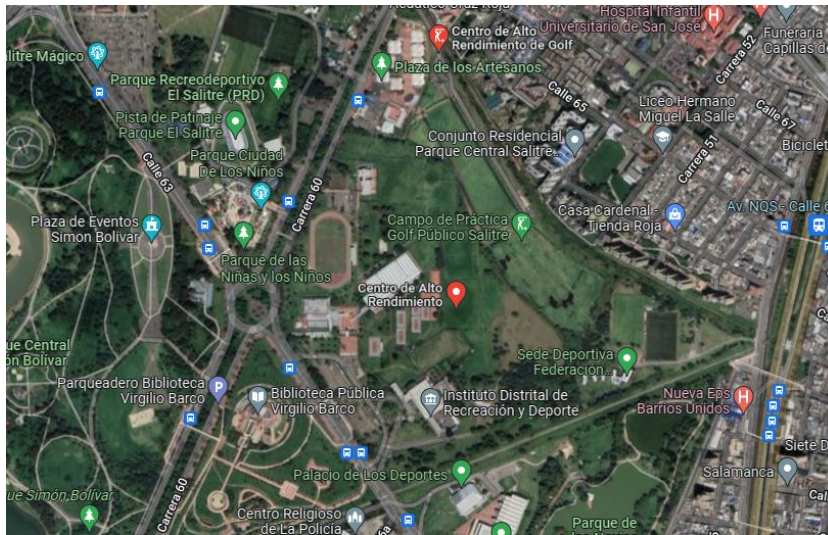 Acuático Cruz Roja
Centro de Alto
Rendimiento de Golf
Hospital Infantil
Universitario de San José
Funeraria
Capillas de
Carrera 52
alitre Mágico
Parque Recreodeportivo
El Salitre (PRD)
Plaza de los Artesanos
Calle 65
Liceo Hermano
Miguel La Salle
Calle 67
Pista de Patinaje
Parque El Salitre
Conjunto Residencial
Parque Central Salitre...
Carrera 51
Biciclet
Calle 63
Parque Ciudad
De Los Niños
Carrera 60
Plaza de Eventos
Simon Bolivar
Campo de Práctica
Golf Público Salitre
Casa Cardenal -
Tienda Roja
Av. NQS - Calle 6
Parque de las
Niñas y los Niños
Centro de Alto
Rendimiento
ue Central
ón Bolívar
Sede Deportiva
Federación...
Parqueadero Biblioteca
Virgilio Barco
P
Biblioteca Pública
Virgilio Barco
Instituto Distrital de
Recreación y Deporte
Nueva Eps
Barrios Unidos
H
Siete D
Palacio de Los Deportes
Salamanca
ue Simón Bolívar
Carrera 60
Centro Religioso
de La Policía
Parque de